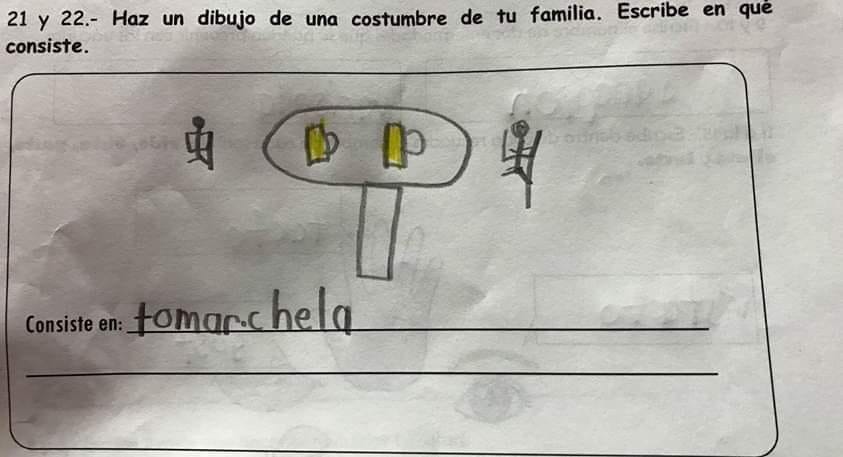 21 y 22.- Haz un dibujo de una costumbre de tu familia. Escribe en qué
consiste.
Consiste en: tomar.chela